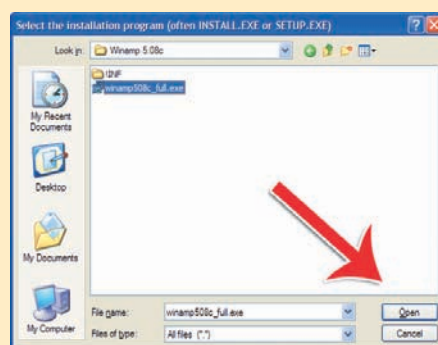 Select the installation program (often INSTALL.EXE or SETUP.EXE)
Look in: Winamp 5.08c
winamp508c_full.exe
My Recent
Documents
Desktop
My Documents
My Computer
File name: winamp508c_full.exe Open
Files of type: All files (*.*) Cancel